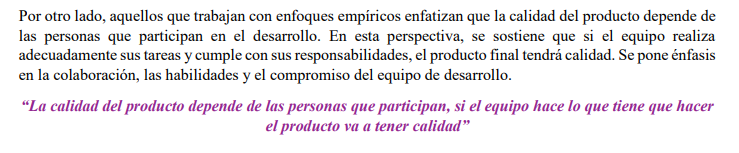 Por otro lado, aquellos que trabajan con enfoques empíricos enfatizan que la calidad del producto depende de
las personas que participan en el desarrollo. En esta perspectiva, se sostiene que si el equipo realiza
adecuadamente sus tareas y cumple con sus responsabilidades, el producto final tendrá calidad. Se pone énfasis
en la colaboración, las habilidades y el compromiso del equipo de desarrollo.
“La calidad del producto depende de las personas que participan, si el equipo hace lo que tiene que hacer
el producto va a tener calidad”